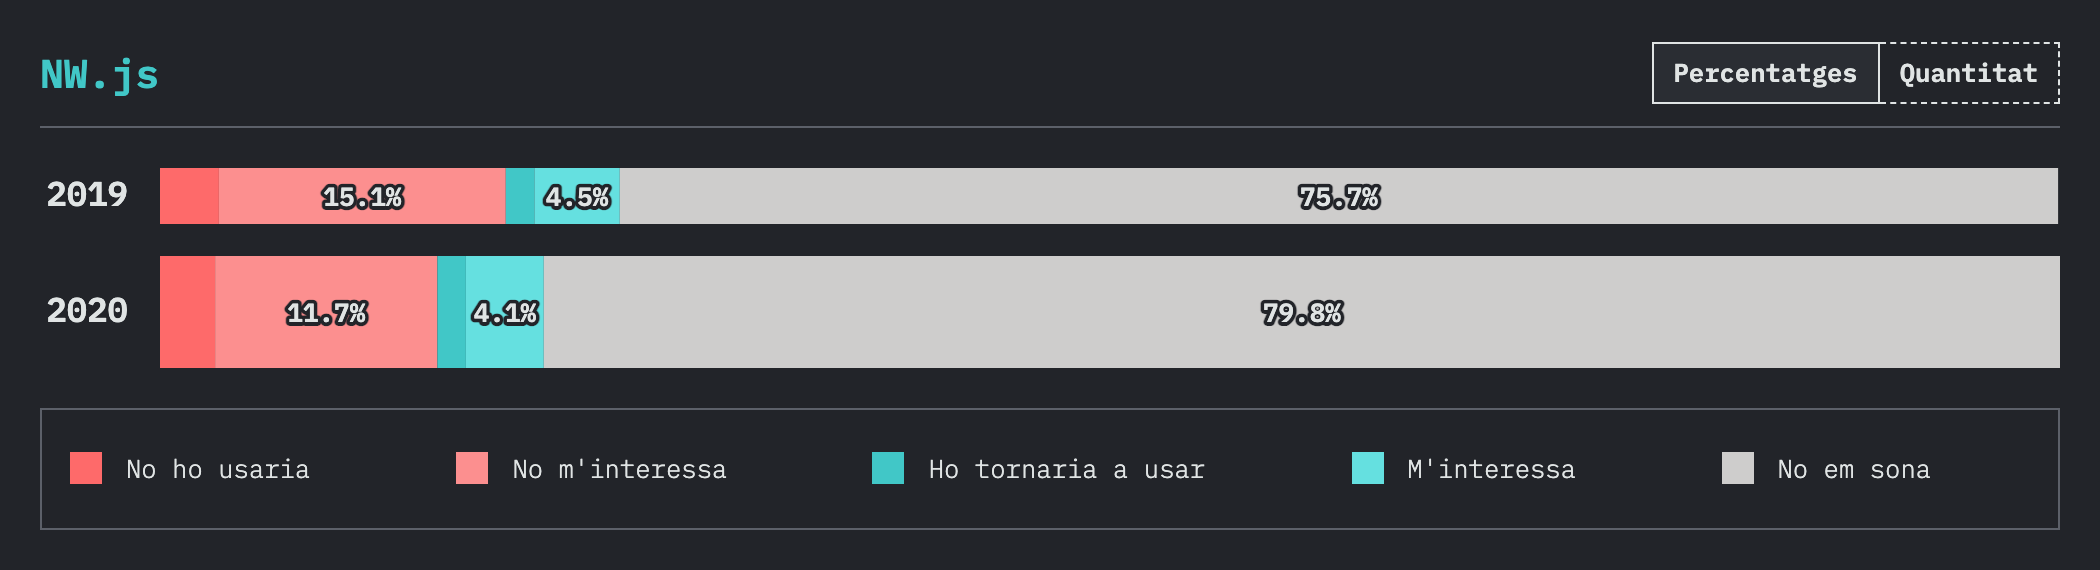 NW.js
Percentatges Quantitat
2019 15.1% 4.5% 75.7%
2020 11.7% 4.1% 79.8%
No ho usaria No m'interessa Ho tornaria a usar M'interessa No em sona